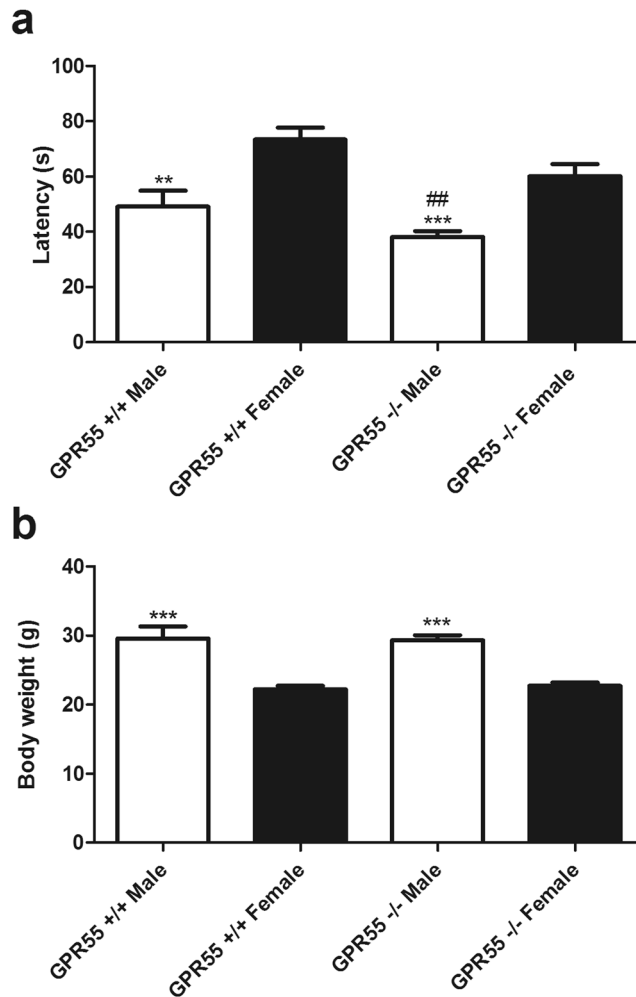 a
Latency (s)
100
80
60
40
20
0
**
##
***
GPR55 +/+ Male
GPR55 +/+ Female
GPR55 -/- Male
GPR55 -/- Female
b
Body weight (g)
40
30
20
10
0
***
***
GPR55 +/+ Male
GPR55 +/+ Female
GPR55 -/- Male
GPR55 -/- Female